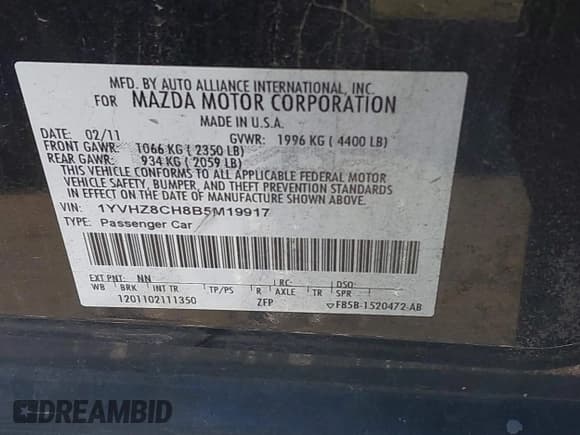 MFD. BY AUTO ALLIANCE INTERNATIONAL, INC.
FOR MAZDA MOTOR CORPORATION
MADE IN U.S.A.
DATE: 02/11 GVWR: 1996 KG ( 4400 LB)
FRONT GAWR: 1066 KG ( 2350 LB)
REAR GAWR: 934 KG ( 2059 LB)
THIS VEHICLE CONFORMS TO ALL APPLICABLE FEDERAL MOTOR
VEHICLE SAFETY, BUMPER, AND THEFT PREVENTION STANDARDS
IN EFFECT ON THE DATE OF MANUFACTURE SHOWN ABOVE.
VIN: 1YVHZ8CH8B5M19917
TYPE: Passenger Car
EXT PNT: NN RC: DSO:
WB BRK INT TR TP/PS R AXLE TR SPR
1201102111350 ZFP ▽FB5B-1520472-AB
DREAMBID